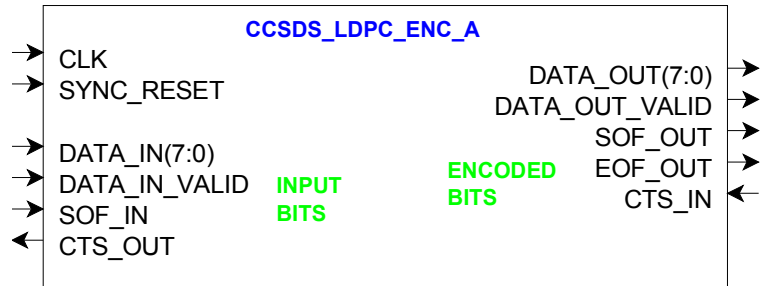 CCSDS_LDPC_ENC_A
CLK
SYNC_RESET
DATA_IN(7:0)
DATA_IN_VALID
SOF_IN
CTS_OUT
INPUT
BITS
ENCODED
BITS
DATA_OUT(7:0)
DATA_OUT_VALID
SOF_OUT
EOF_OUT
CTS_IN